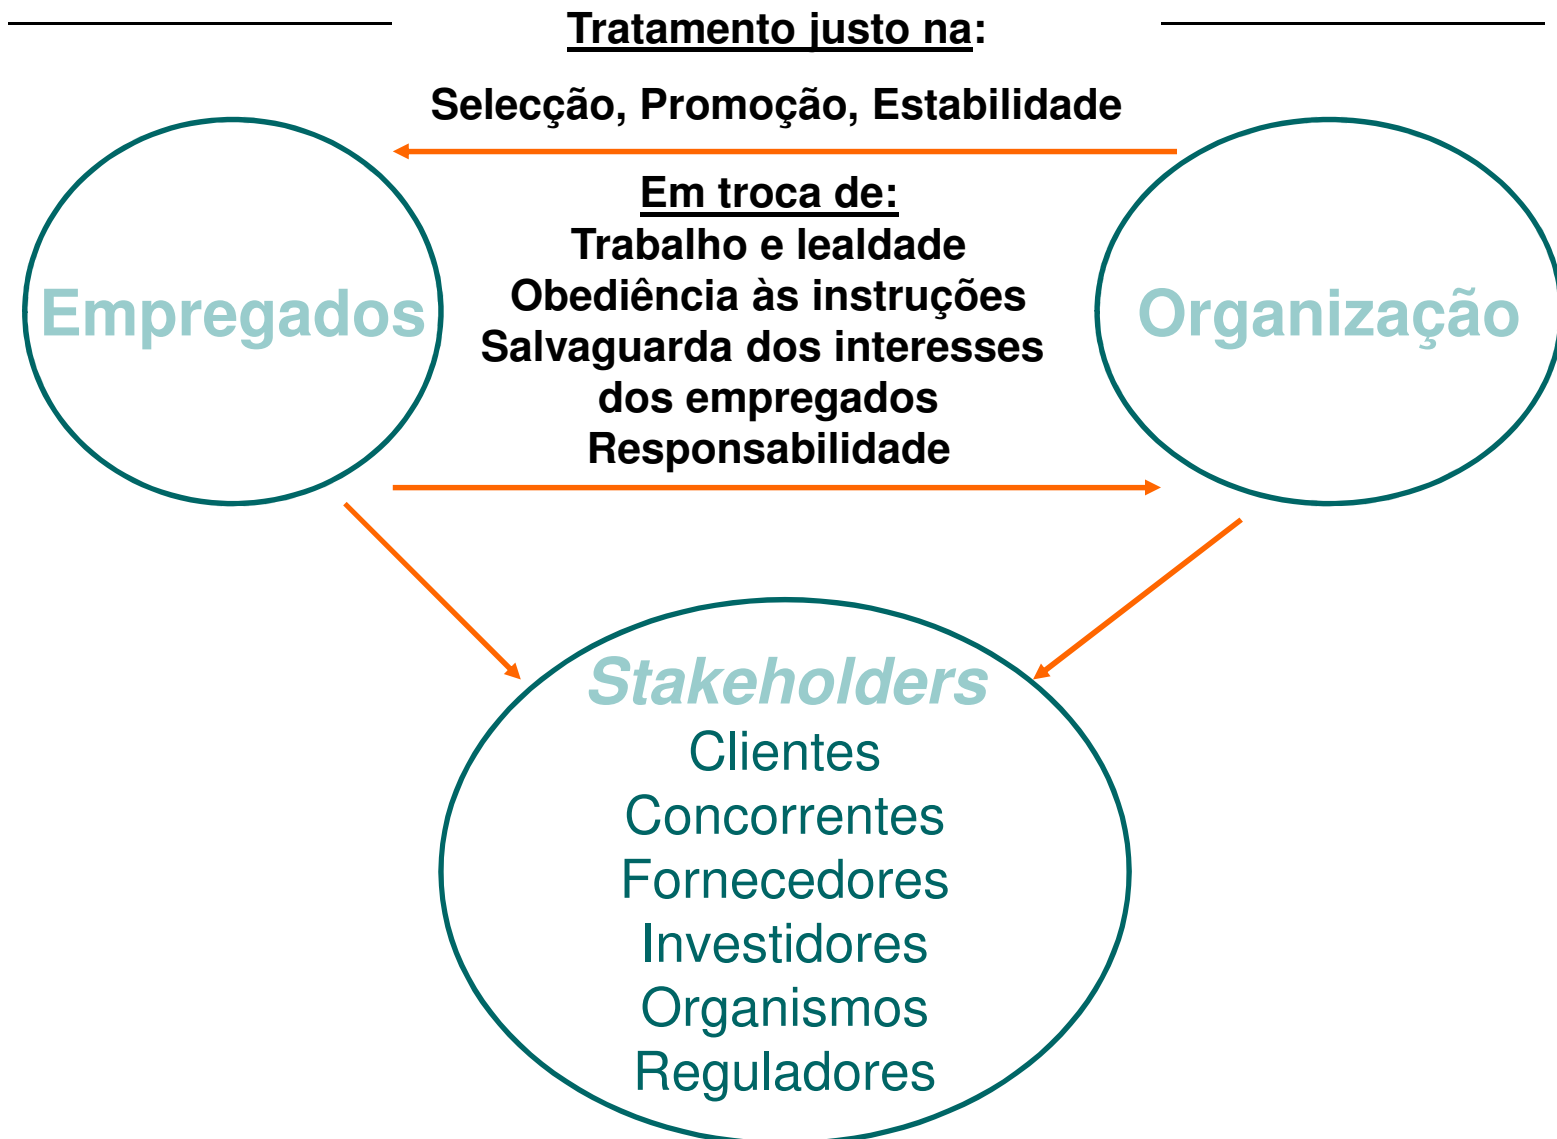 Tratamento justo na:
Selecção, Promoção, Estabilidade
Em troca de:
Trabalho e lealdade
Obediência às instruções
Salvaguarda dos interesses
dos empregados
Responsabilidade
Empregados
Organização
Stakeholders
Clientes
Concorrentes
Fornecedores
Investidores
Organismos
Reguladores